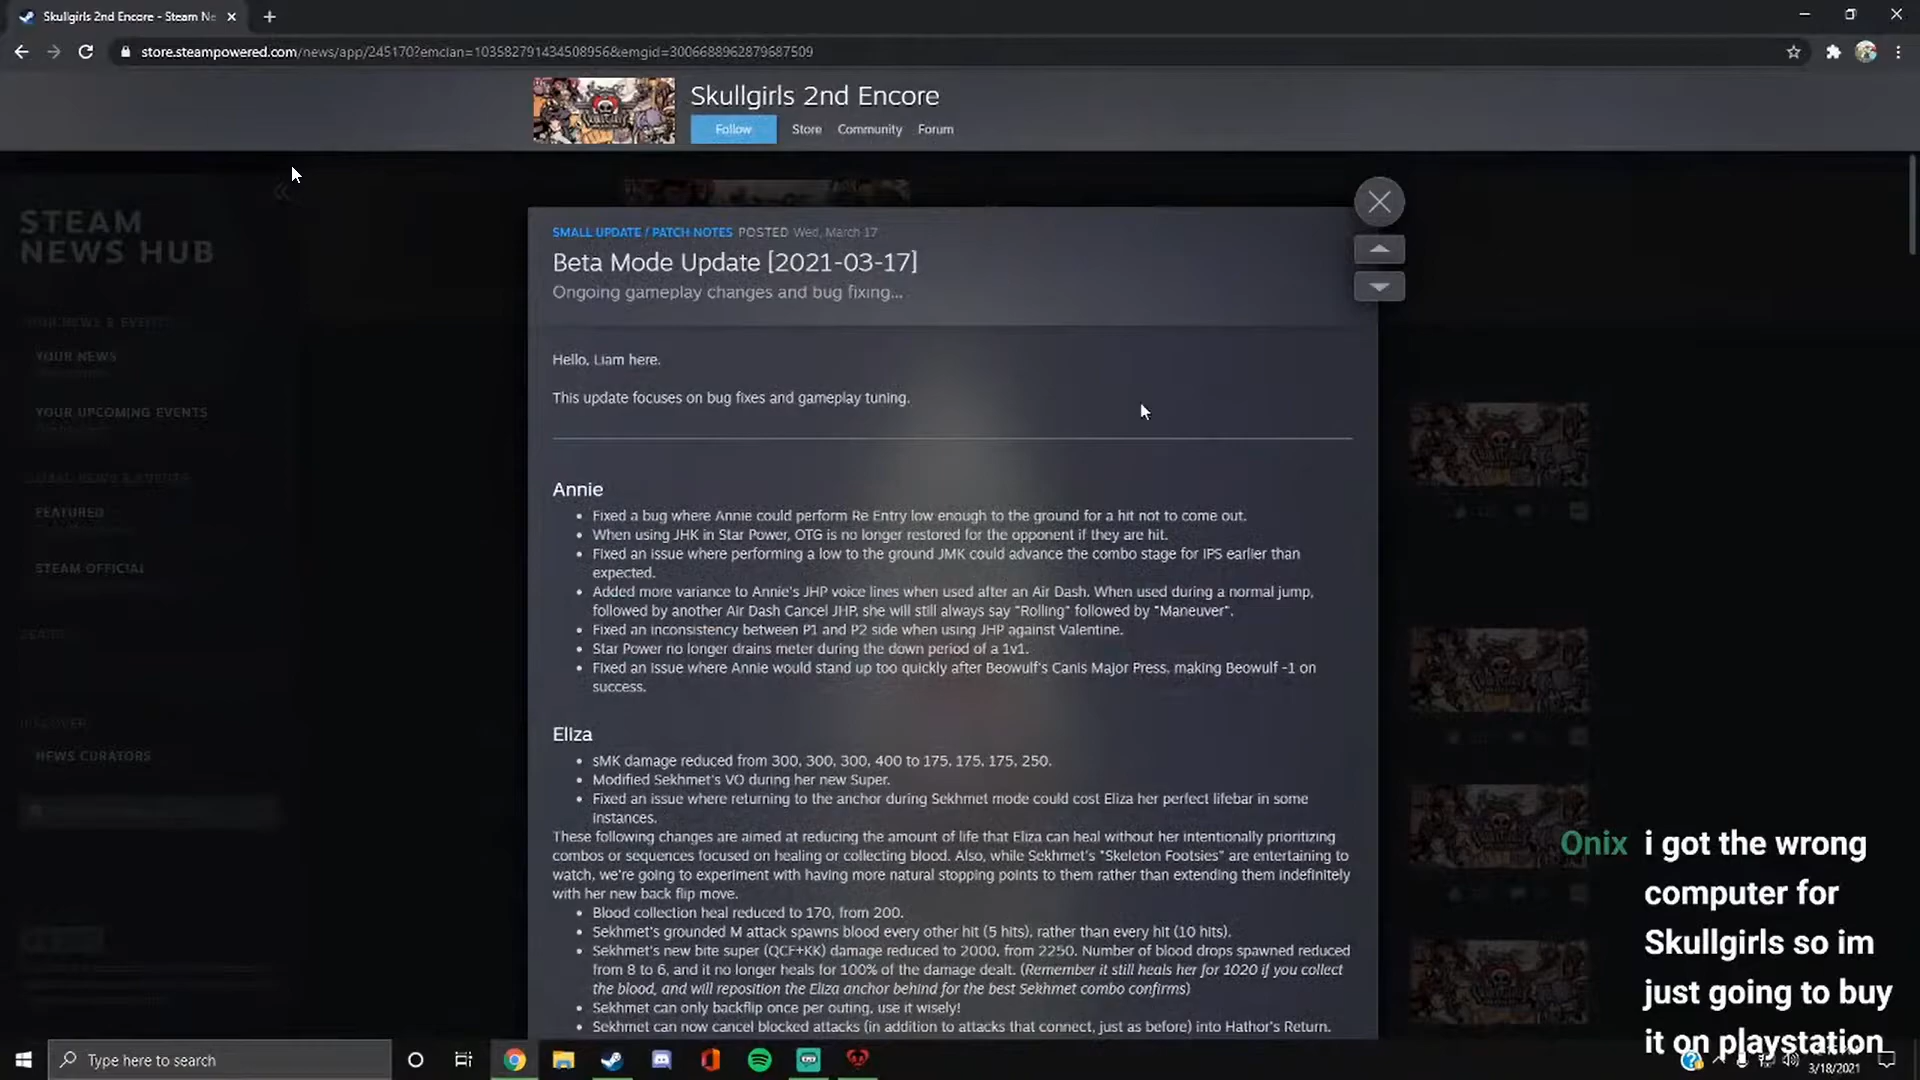 Skullgirls 2nd Encore - Steam Ne
store.steampowered.com/news/app/245170?emclan=103582791434508956&emgid=3006688962879687509
Skullgirls 2nd Encore
Follow
Store
Community
Forum
STEAM
NEWS HUB
YOUR NEWS & EVENTS
YOUR NEWS
YOUR UPCOMING EVENTS
FEATURED
STEAM OFFICIAL
NEWS CURATORS
SMALL UPDATE / PATCH NOTES POSTED Wed, March 17
Beta Mode Update [2021-03-17]
Ongoing gameplay changes and bug fixing...
Hello, Liam here.
This update focuses on bug fixes and gameplay tuning.
Annie
• Fixed a bug where Annie could perform Re Entry low enough to the ground for a hit not to come out.
• When using JHK in Star Power, OTG is no longer restored for the opponent if they are hit.
• Fixed an issue where performing a low to the ground JMK could advance the combo stage for IPS earlier than
expected.
• Added more variance to Annie's JHP voice lines when used after an Air Dash. When used during a normal jump,
followed by another Air Dash Cancel JHP, she will still always say "Rolling" followed by "Maneuver".
• Fixed an inconsistency between P1 and P2 side when using JHP against Valentine.
• Star Power no longer drains meter during the down period of a 1v1.
• Fixed an issue where Annie would stand up too quickly after Beowulf's Canis Major Press, making Beowulf -1 on
success.
Eliza
• sMK damage reduced from 300, 300, 300, 400 to 175, 175, 175, 250.
• Modified Sekhmet's VO during her new Super.
• Fixed an issue where returning to the anchor during Sekhmet mode could cost Eliza her perfect lifebar in some
instances.
These following changes are aimed at reducing the amount of life that Eliza can heal without her intentionally prioritizing
combos or sequences focused on healing or collecting blood. Also, while Sekhmet's "Skeleton Footsies" are entertaining to
watch, we're going to experiment with having more natural stopping points to them rather than extending them indefinitely
with her new back flip move.
• Blood collection heal reduced to 170, from 200.
• Sekhmet's grounded M attack spawns blood every other hit (5 hits), rather than every hit (10 hits).
• Sekhmet's new bite super (QCF+KK) damage reduced to 2000, from 2250. Number of blood drops spawned reduced
from 8 to 6, and it no longer heals for 100% of the damage dealt. (Remember it still heals her for 1020 if you collect
the blood, and will reposition the Eliza anchor behind for the best Sekhmet combo confirms)
• Sekhmet can only backflip once per outing, use it wisely!
• Sekhmet can now cancel blocked attacks (in addition to attacks that connect, just as before) into Hathor's Return.
Onix i got the wrong
computer for
Skullgirls so im
just going to buy
it on playstation
Type here to search
3/18/2021